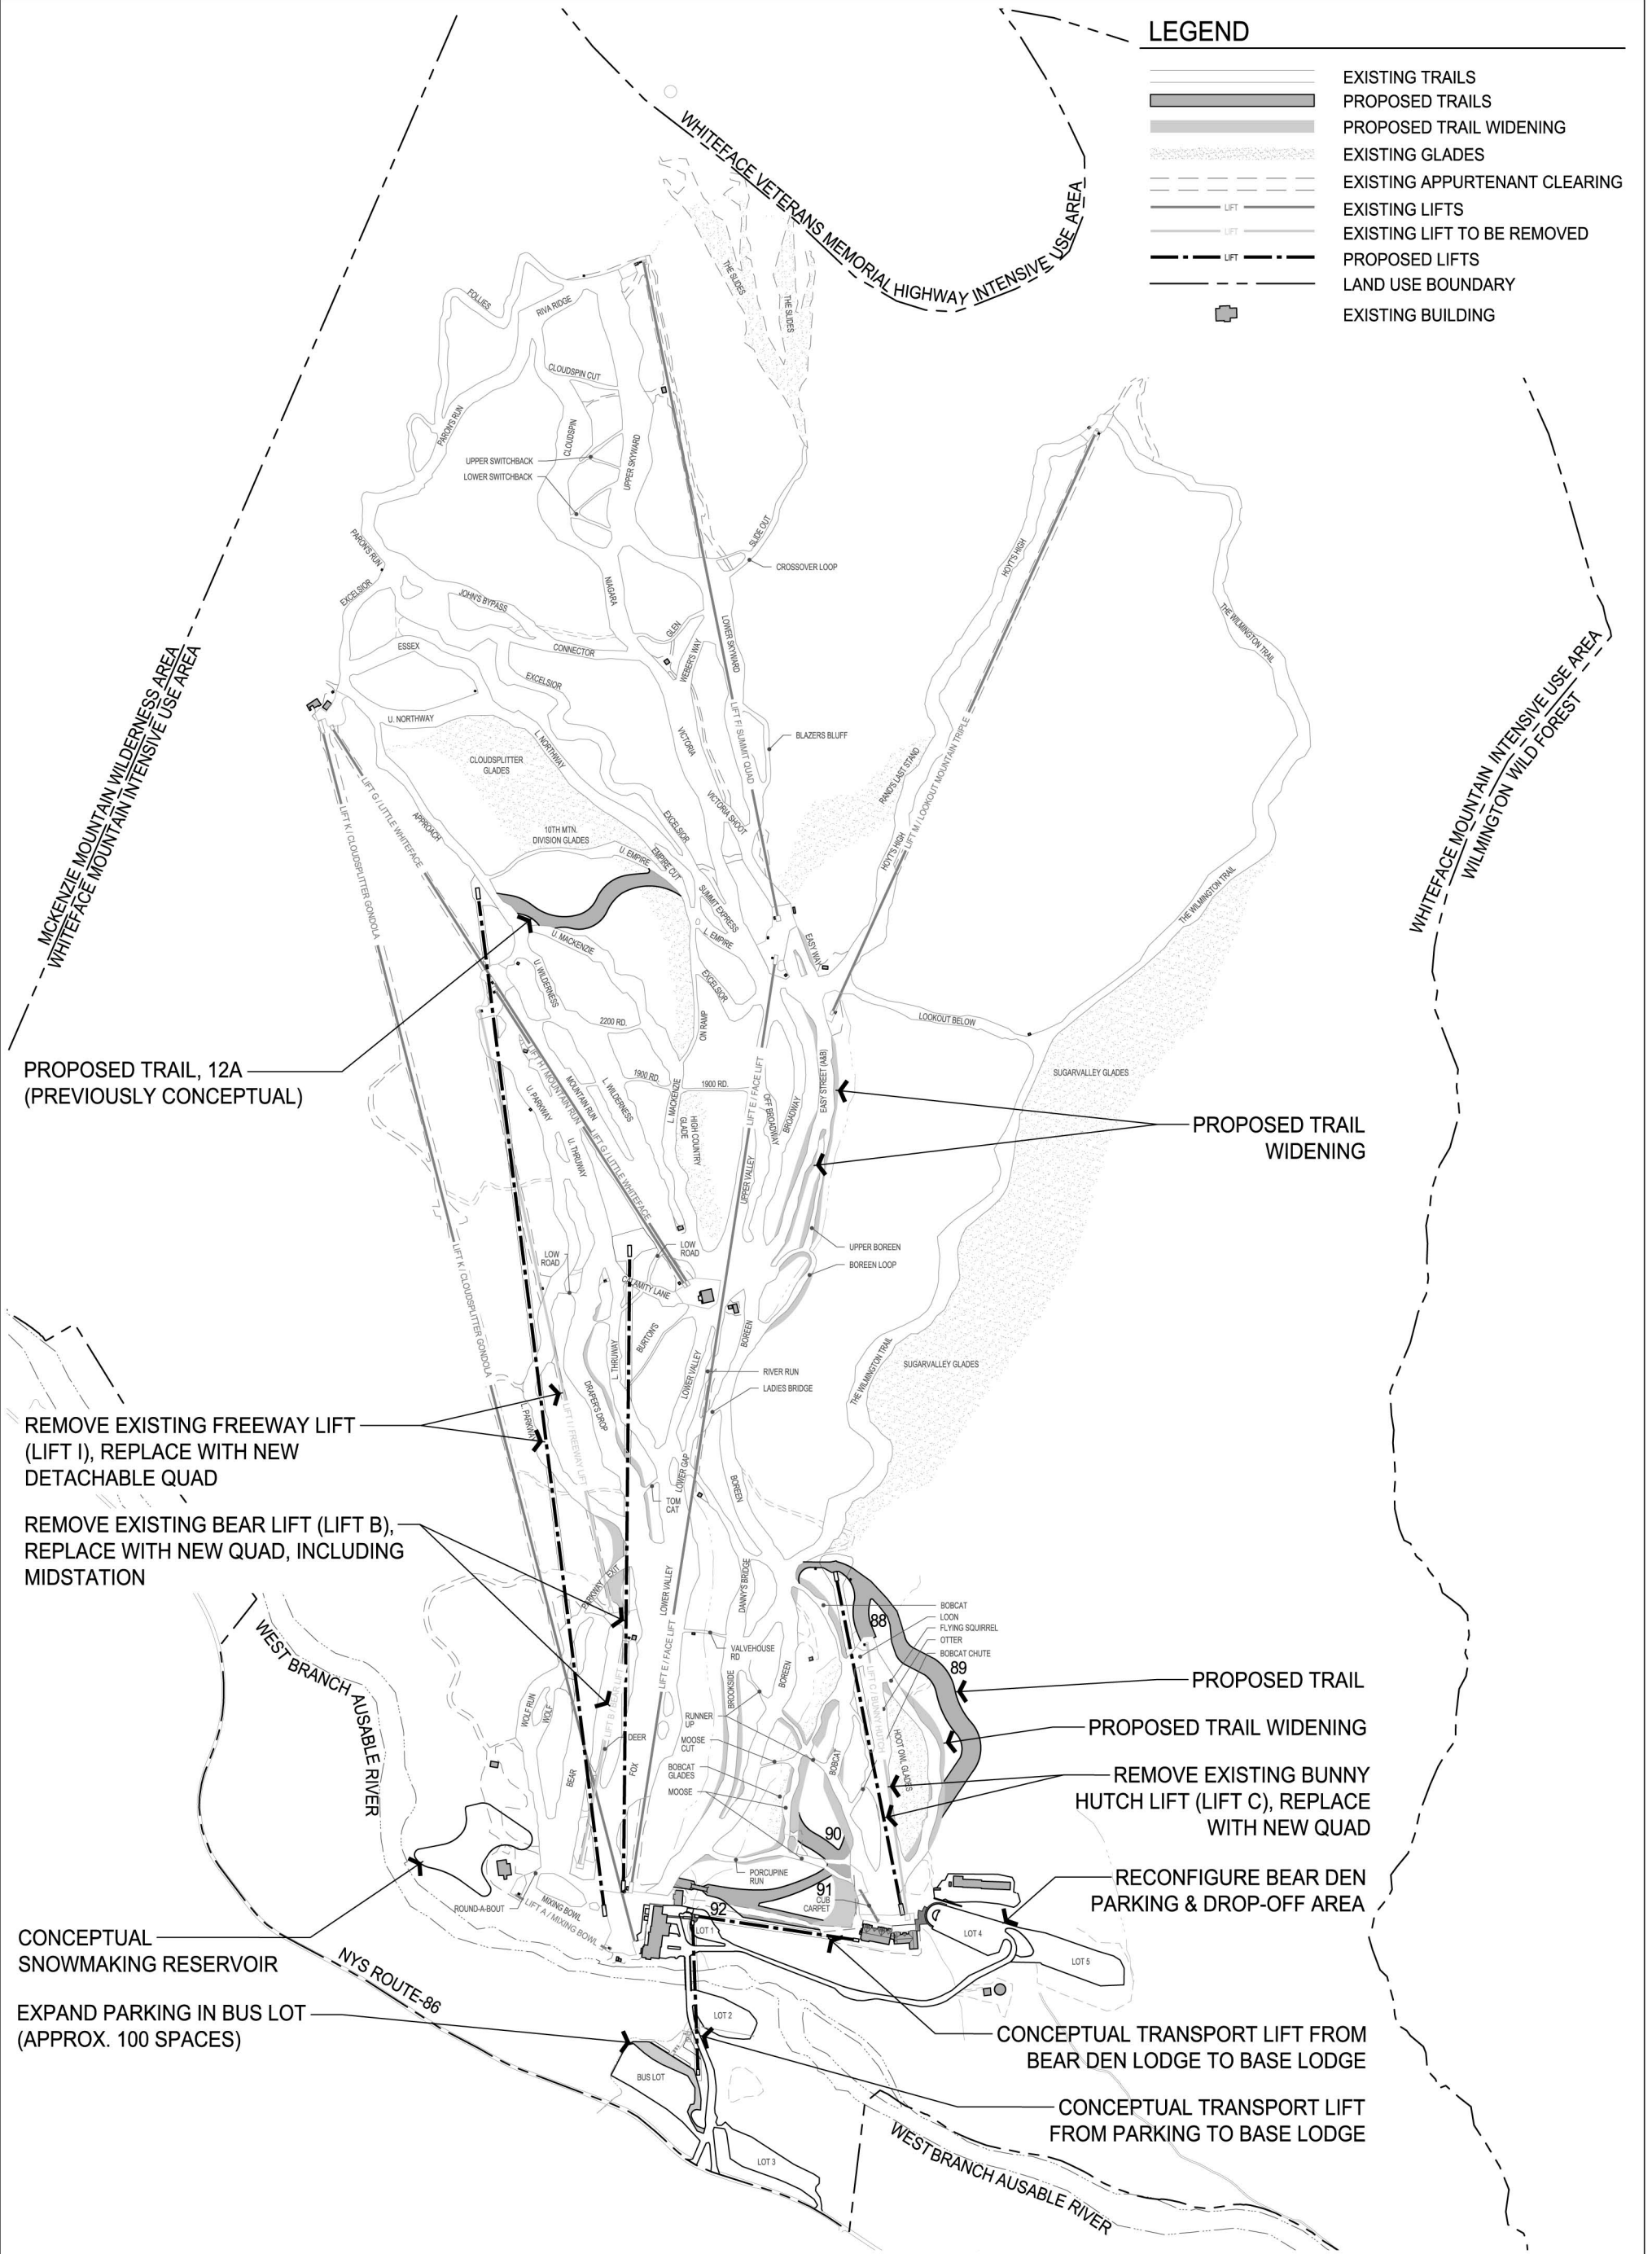 LEGEND
EXISTING TRAILS
PROPOSED TRAILS
PROPOSED TRAIL WIDENING
EXISTING GLADES
EXISTING APPURTENANT CLEARING
LIFT
EXISTING LIFTS
LIFT
EXISTING LIFT TO BE REMOVED
LIFT
PROPOSED LIFTS
LAND USE BOUNDARY
EXISTING BUILDING
WHITEFACE VETERANS MEMORIAL HIGHWAY INTENSIVE USE AREA
THE SLIDES
THE SLIDES
FOLLIES
RIVA RIDGE
CLOUDSPIN CUT
PARON'S RUN
CLOUDSPIN
UPPER SKYWARD
UPPER SWITCHBACK
LOWER SWITCHBACK
SLIDE OUT
CROSSOVER LOOP
PARON'S RUN
EXCELSIOR
JOHN'S BYPASS
NIAGARA
GLEN
WEBER'S WAY
LOWER SKYWARD
HOYT'S HIGH
THE WILMINGTON TRAIL
ESSEX
CONNECTOR
EXCELSIOR
U. NORTHWAY
L. NORTHWAY
VICTORIA
LIFT F / SUMMIT QUAD
BLAZERS BLUFF
CLOUDSPLITTER
GLADES
RAND'S LAST STAND
LIFT M / LOOKOUT MOUNTAIN TRIPLE
HOYT'S HIGH
MCKENZIE MOUNTAIN WILDERNESS AREA
WHITEFACE MOUNTAIN INTENSIVE USE AREA
WHITEFACE MOUNTAIN INTENSIVE USE AREA
WILMINGTON WILD FOREST
LIFT G / LITTLE WHITEFACE
LIFT K / CLOUDSPLITTER GONDOLA
APPROACH
10TH MTN.
DIVISION GLADES
EXCELSIOR
VICTORIA SHOOT
U. EMPIRE
EMPIRE CUT
SUMMIT EXPRESS
L. EMPIRE
EASY WAY
THE WILMINGTON TRAIL
U. MACKENZIE
U. WILDERNESS
EXCELSIOR
2200 RD.
ON RAMP
LOOKOUT BELOW
SUGARVALLEY GLADES
PROPOSED TRAIL, 12A
(PREVIOUSLY CONCEPTUAL)
LIFT H / MOUNTAIN RUN
MOUNTAIN RUN
1900 RD.
1900 RD.
L. WILDERNESS
L. MACKENZIE
U. PARKWAY
U. THRUWAY
LIFT G / LITTLE WHITEFACE
HIGH COUNTRY
GLADE
LIFT E / FACE LIFT
OFF BROADWAY
BROADWAY
EASY STREET (A&B)
UPPER VALLEY
PROPOSED TRAIL
WIDENING
UPPER BOREEN
BOREEN LOOP
LOW
ROAD
LOW
ROAD
CALAMITY LANE
LIFT K / CLOUDSPLITTER GONDOLA
BURTON'S
L. THRUWAY
BOREEN
LOWER VALLEY
RIVER RUN
LADIES BRIDGE
THE WILMINGTON TRAIL
SUGARVALLEY GLADES
DRAPER'S DROP
L. PARKWAY
LIFT I / FREEWAY LIFT
REMOVE EXISTING FREEWAY LIFT
(LIFT I), REPLACE WITH NEW
DETACHABLE QUAD
LOWER GAP
TOM
CAT
BOREEN
REMOVE EXISTING BEAR LIFT (LIFT B),
REPLACE WITH NEW QUAD, INCLUDING
MIDSTATION
PARKWAY EXIT
LOWER VALLEY
DANNY'S BRIDGE
WEST BRANCH AUSABLE RIVER
LIFT E / FACE LIFT
VALVEHOUSE
RD
BOBCAT
LOON
FLYING SQUIRREL
OTTER
BOBCAT CHUTE
88
89
PROPOSED TRAIL
PROPOSED TRAIL WIDENING
REMOVE EXISTING BUNNY
HUTCH LIFT (LIFT C), REPLACE
WITH NEW QUAD
BROOKSIDE
BOREEN
WOLF RUN
WOLF
DEER
BEAR
FOX
RUNNER
UP
MOOSE
CUT
BOBCAT
GLADES
MOOSE
BOBCAT
LIFT C / BUNNY HUTCH
HOOT OWL GLADES
90
PORCUPINE
RUN
91
CUB
CARPET
92
RECONFIGURE BEAR DEN
PARKING & DROP-OFF AREA
ROUND-A-BOUT
MIXING BOWL
LIFT A / MIXING BOWL
LOT 1
LOT 4
LOT 5
CONCEPTUAL
SNOWMAKING RESERVOIR
NYS ROUTE-86
EXPAND PARKING IN BUS LOT
(APPROX. 100 SPACES)
LOT 2
BUS LOT
LOT 3
CONCEPTUAL TRANSPORT LIFT FROM
BEAR DEN LODGE TO BASE LODGE
CONCEPTUAL TRANSPORT LIFT
FROM PARKING TO BASE LODGE
WEST BRANCH AUSABLE RIVER